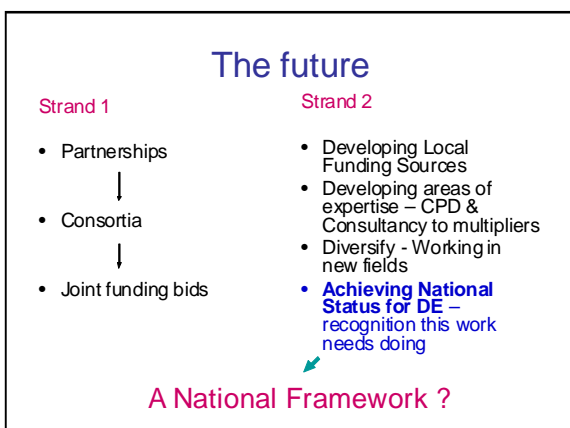 The future
Strand 1
• Partnerships
• Consortia
• Joint funding bids
Strand 2
• Developing Local
Funding Sources
• Developing areas of
expertise – CPD &
Consultancy to multipliers
• Diversify - Working in
new fields
• Achieving National
Status for DE –
recognition this work
needs doing
A National Framework ?